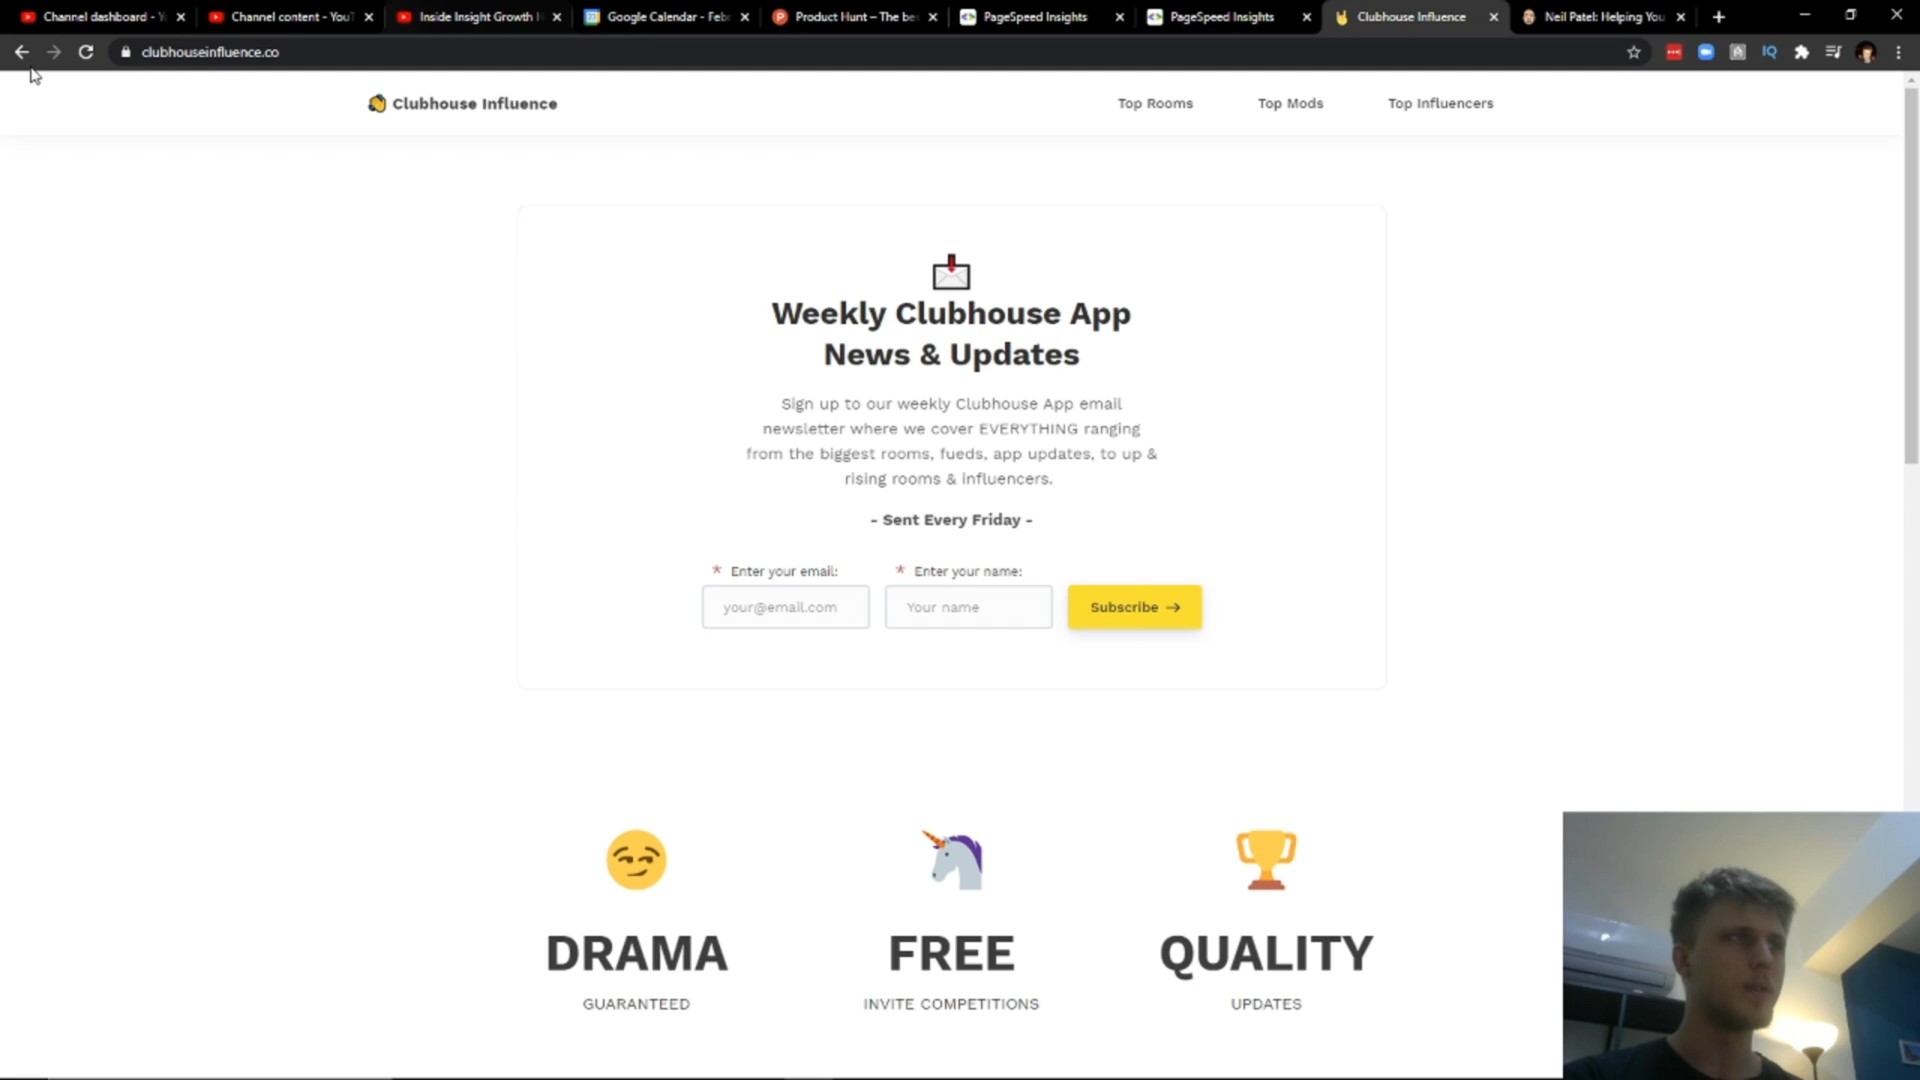 Channel dashboard - Y
Channel content - YouT
Inside Insight Growth
Google Calendar - Feb
Product Hunt – The be
PageSpeed Insights
PageSpeed Insights
Clubhouse Influence
Neil Patel: Helping You
clubhouseinfluence.co
IQ
Clubhouse Influence
Top Rooms
Top Mods
Top Influencers
Weekly Clubhouse App
News & Updates
Sign up to our weekly Clubhouse App email
newsletter where we cover EVERYTHING ranging
from the biggest rooms, fueds, app updates, to up &
rising rooms & influencers.
- Sent Every Friday -
* Enter your email:
* Enter your name:
your@email.com
Your name
Subscribe →
DRAMA
FREE
QUALITY
GUARANTEED
INVITE COMPETITIONS
UPDATES